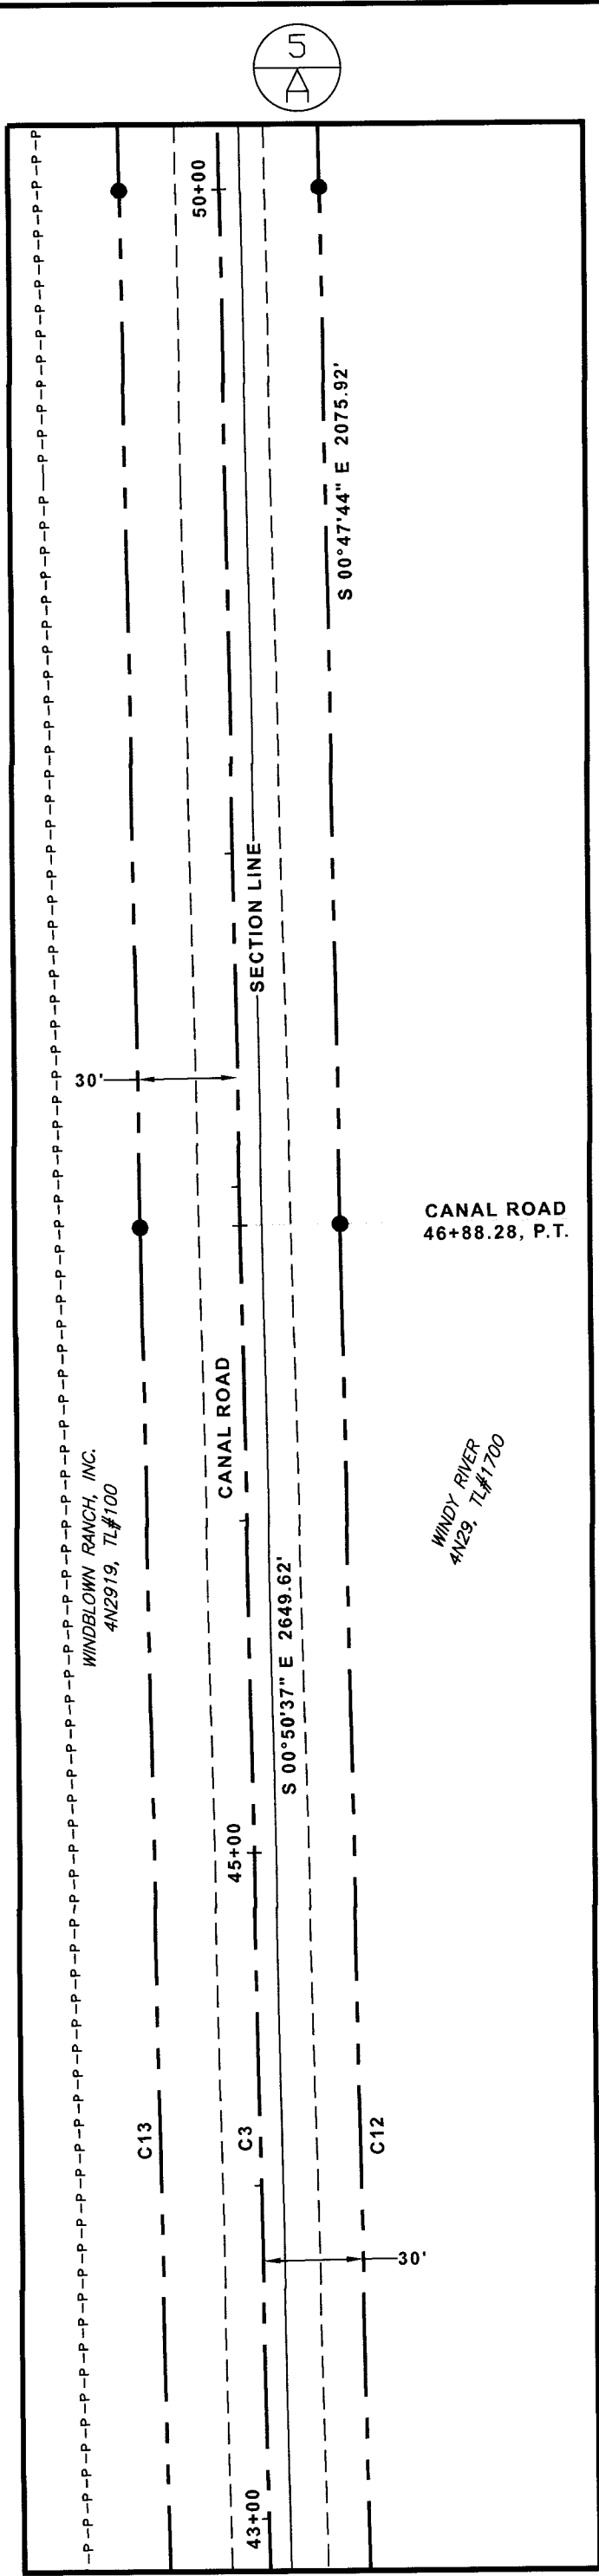 5
A
50+00
S 00°47'44" E 2075.92'
SECTION LINE
30'
CANAL ROAD
46+88.28, P.T.
CANAL ROAD
WINDBLOWN RANCH, INC.
4N2919, TL#100
WINDY RIVER
4N29, TL#1700
S 00°50'37" E 2649.62'
45+00
C13
C3
C12
30'
43+00
P--P--P--P--P--P--P--P--P--P